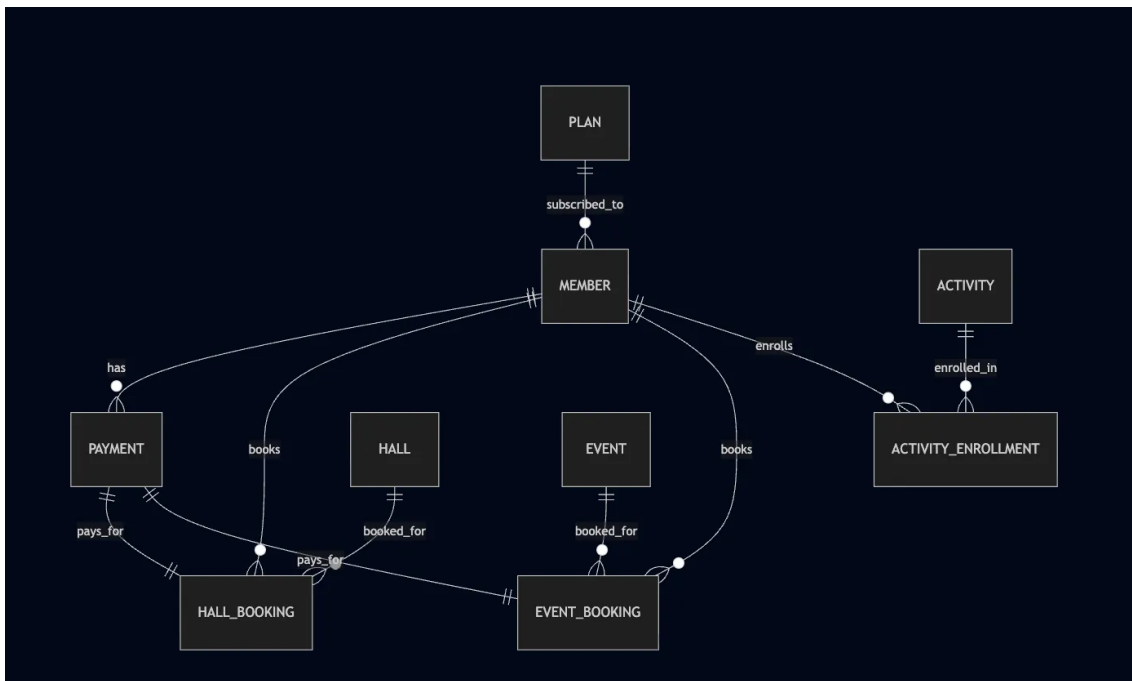 PLAN
subscribed_to
MEMBER
ACTIVITY
enrolls
has
enrolled_in
PAYMENT
books
HALL
EVENT
books
ACTIVITY_ENROLLMENT
pays_for
booked_for
booked_for
pays_for
HALL_BOOKING
EVENT_BOOKING